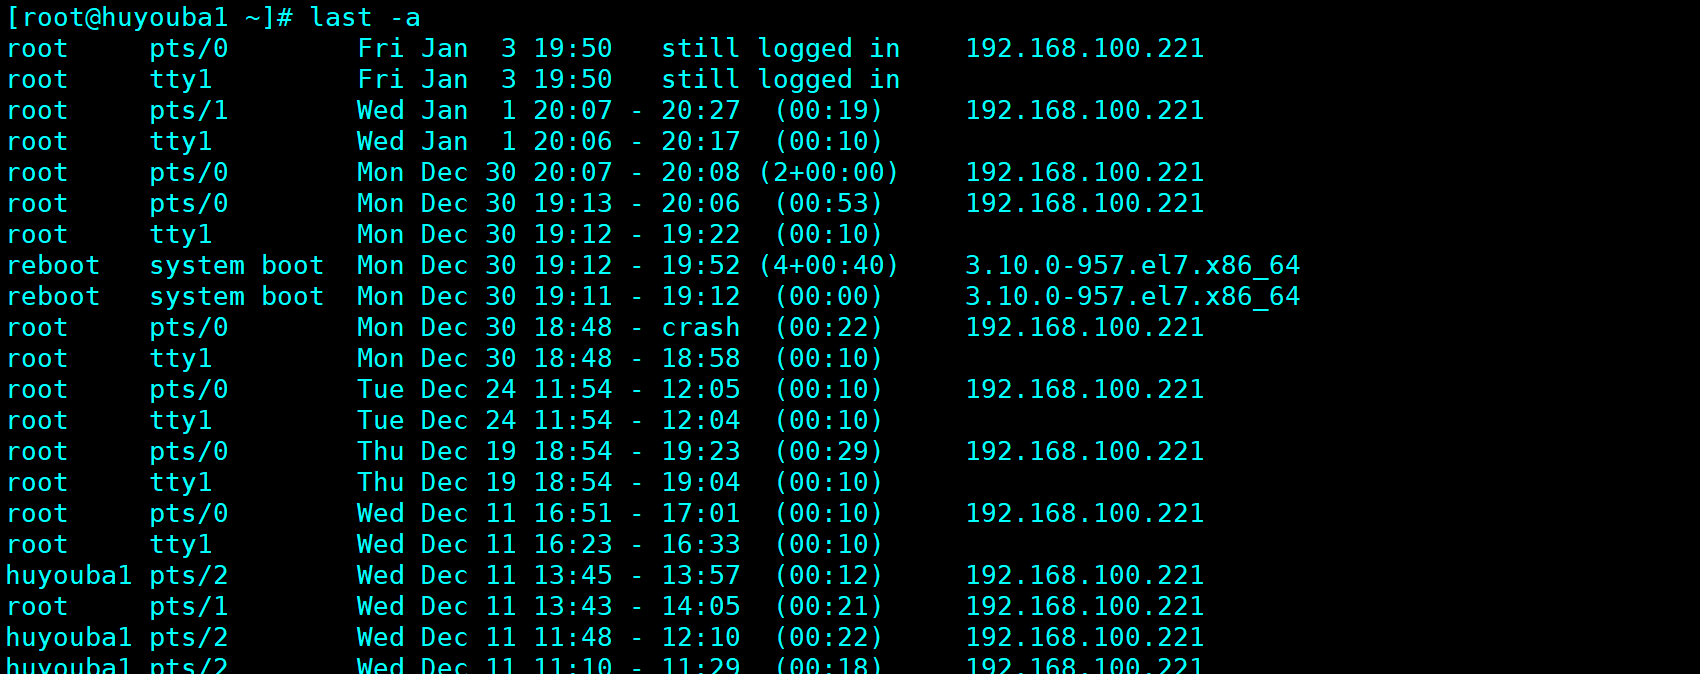 [root@huyouba1 ~]# last -a
root     pts/0        Fri Jan  3 19:50   still logged in    192.168.100.221
root     tty1         Fri Jan  3 19:50   still logged in
root     pts/1        Wed Jan  1 20:07 - 20:27  (00:19)     192.168.100.221
root     tty1         Wed Jan  1 20:06 - 20:17  (00:10)
root     pts/0        Mon Dec 30 20:07 - 20:08 (2+00:00)    192.168.100.221
root     pts/0        Mon Dec 30 19:13 - 20:06  (00:53)     192.168.100.221
root     tty1         Mon Dec 30 19:12 - 19:22  (00:10)
reboot   system boot  Mon Dec 30 19:12 - 19:52 (4+00:40)    3.10.0-957.el7.x86_64
reboot   system boot  Mon Dec 30 19:11 - 19:12  (00:00)     3.10.0-957.el7.x86_64
root     pts/0        Mon Dec 30 18:48 - crash  (00:22)     192.168.100.221
root     tty1         Mon Dec 30 18:48 - 18:58  (00:10)
root     pts/0        Tue Dec 24 11:54 - 12:05  (00:10)     192.168.100.221
root     tty1         Tue Dec 24 11:54 - 12:04  (00:10)
root     pts/0        Thu Dec 19 18:54 - 19:23  (00:29)     192.168.100.221
root     tty1         Thu Dec 19 18:54 - 19:04  (00:10)
root     pts/0        Wed Dec 11 16:51 - 17:01  (00:10)     192.168.100.221
root     tty1         Wed Dec 11 16:23 - 16:33  (00:10)
huyouba1 pts/2        Wed Dec 11 13:45 - 13:57  (00:12)     192.168.100.221
root     pts/1        Wed Dec 11 13:43 - 14:05  (00:21)     192.168.100.221
huyouba1 pts/2        Wed Dec 11 11:48 - 12:10  (00:22)     192.168.100.221
huyouba1 pts/2        Wed Dec 11 11:10 - 11:29  (00:18)     192.168.100.221